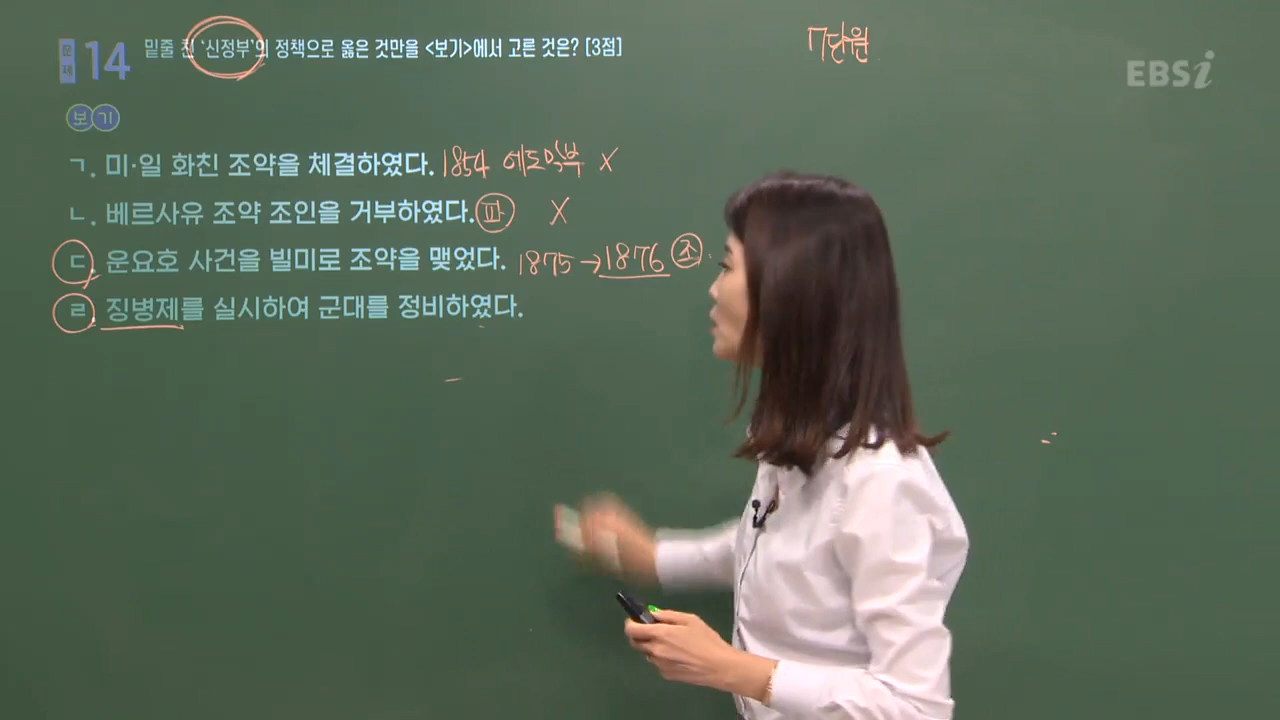 문제 14 밑줄 친 '신정부'의 정책으로 옳은 것만을 <보기>에서 고른 것은? [3점]
7단원
EBSi
보기
ㄱ. 미·일 화친 조약을 체결하였다. 1854 에도 막부 X
ㄴ. 베르사유 조약 조인을 거부하였다. 파 X
ㄷ. 운요호 사건을 빌미로 조약을 맺었다. 1875 → 1876 조
ㄹ. 징병제를 실시하여 군대를 정비하였다.